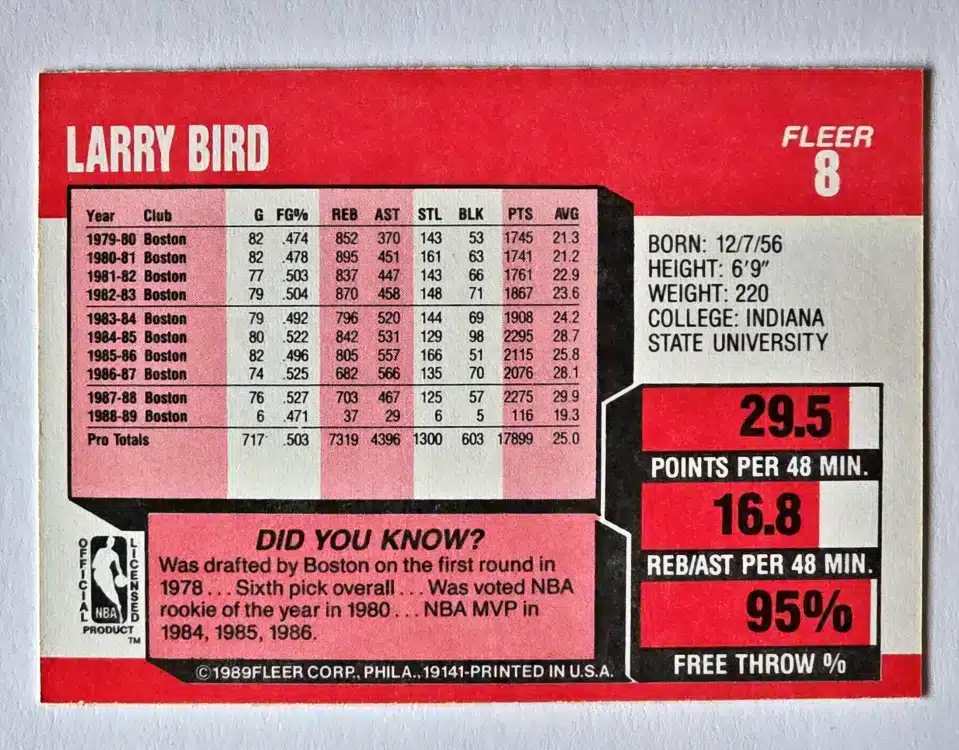 LARRY BIRD
FLEER
8
Year Club G FG% REB AST STL BLK PTS AVG
1979-80 Boston 82 .474 852 370 143 53 1745 21.3
1980-81 Boston 82 .478 895 451 161 63 1741 21.2
1981-82 Boston 77 .503 837 447 143 66 1761 22.9
1982-83 Boston 79 .504 870 458 148 71 1867 23.6
1983-84 Boston 79 .492 796 520 144 69 1908 24.2
1984-85 Boston 80 .522 842 531 129 98 2295 28.7
1985-86 Boston 82 .496 805 557 166 51 2115 25.8
1986-87 Boston 74 .525 682 566 135 70 2076 28.1
1987-88 Boston 76 .527 703 467 125 57 2275 29.9
1988-89 Boston 6 .471 37 29 6 5 116 19.3
Pro Totals 717 .503 7319 4396 1300 603 17899 25.0
BORN: 12/7/56
HEIGHT: 6'9"
WEIGHT: 220
COLLEGE: INDIANA
STATE UNIVERSITY
29.5
POINTS PER 48 MIN.
16.8
REB/AST PER 48 MIN.
95%
FREE THROW %
DID YOU KNOW?
Was drafted by Boston on the first round in
1978 . . . Sixth pick overall . . . Was voted NBA
rookie of the year in 1980 . . . NBA MVP in
1984, 1985, 1986.
OFFICIAL
LICENSED
NBA
PRODUCT
TM
©1989FLEER CORP., PHILA., 19141-PRINTED IN U.S.A.